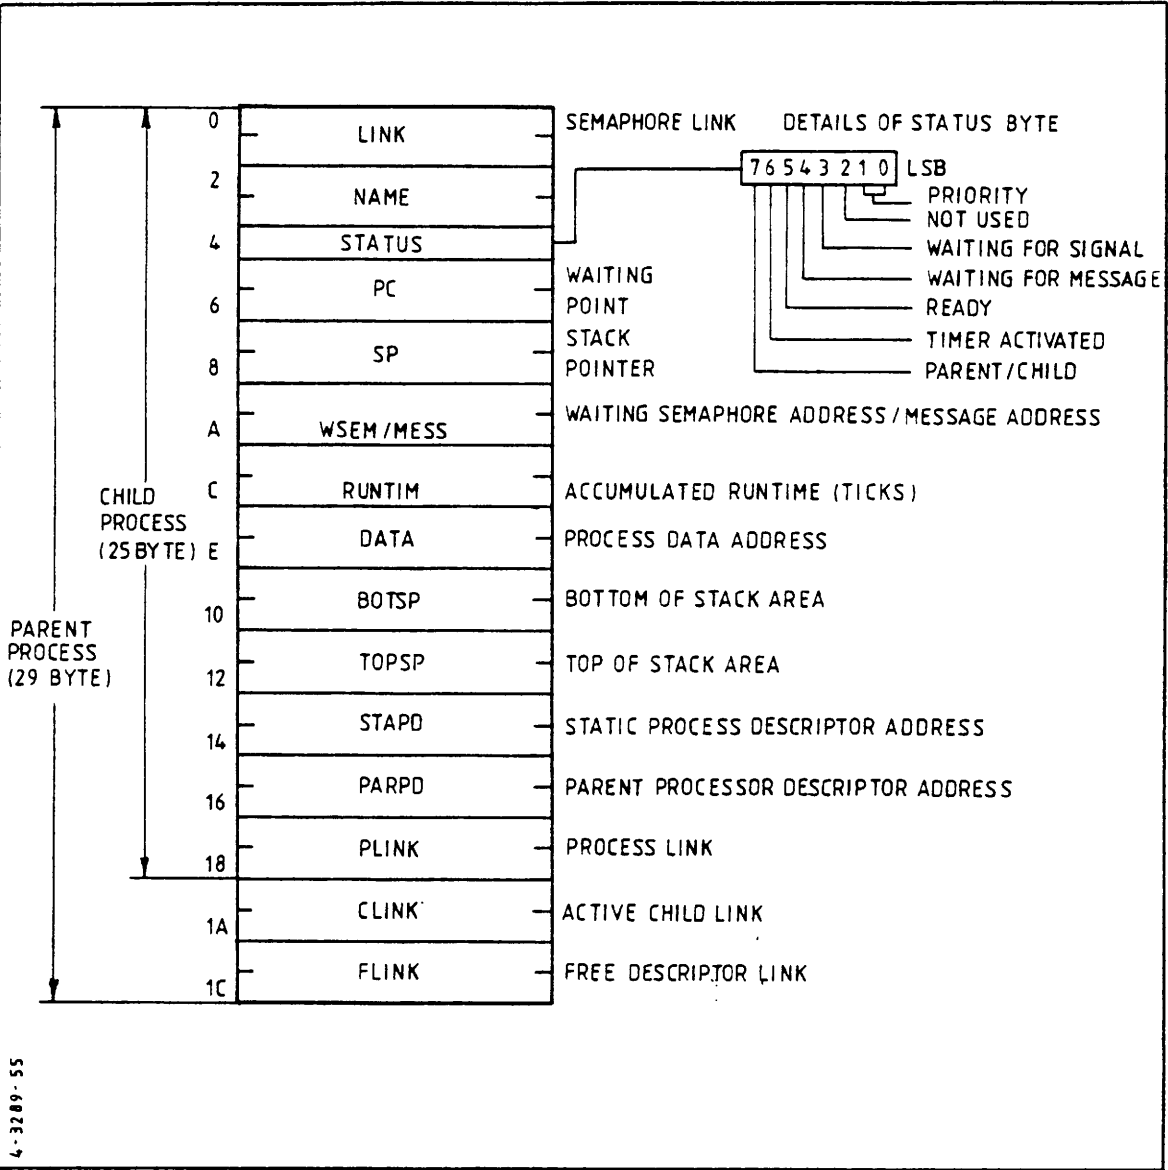 0 LINK SEMAPHORE LINK
DETAILS OF STATUS BYTE
7 6 5 4 3 2 1 0 LSB
PRIORITY
NOT USED
WAITING FOR SIGNAL
WAITING FOR MESSAGE
READY
TIMER ACTIVATED
PARENT/CHILD
2 NAME
4 STATUS
PC WAITING
6 POINT
SP STACK
8 POINTER
WAITING SEMAPHORE ADDRESS/MESSAGE ADDRESS
A WSEM/MESS
C RUNTIM ACCUMULATED RUNTIME (TICKS)
CHILD
PROCESS
(25 BYTE)
E DATA PROCESS DATA ADDRESS
10 BOTSP BOTTOM OF STACK AREA
PARENT
PROCESS
(29 BYTE)
12 TOPSP TOP OF STACK AREA
14 STAPD STATIC PROCESS DESCRIPTOR ADDRESS
16 PARPD PARENT PROCESSOR DESCRIPTOR ADDRESS
18 PLINK PROCESS LINK
1A CLINK ACTIVE CHILD LINK
1C FLINK FREE DESCRIPTOR LINK
4-3289-55